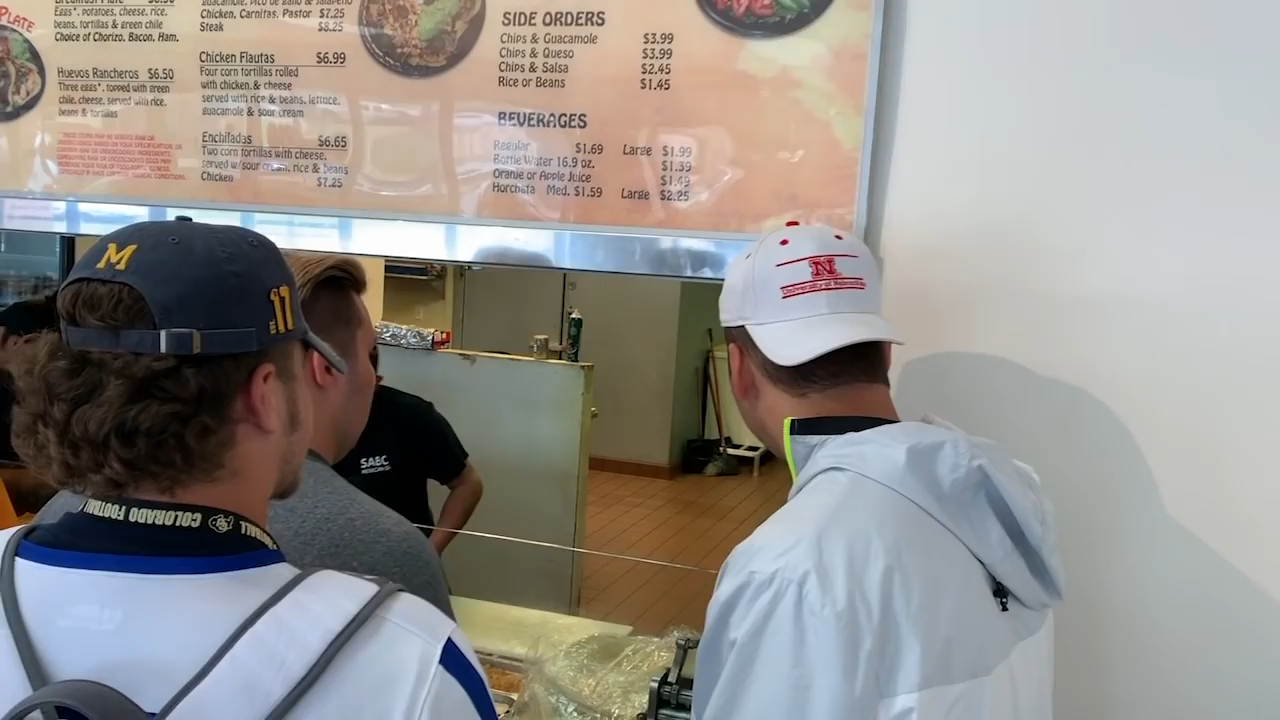 PLATE
Breakfast Plate $6.50
Eggs*, potatoes, cheese, rice,
beans, tortillas & green chile
Choice of Chorizo, Bacon, Ham.
Huevos Rancheros $6.50
Three eggs*, topped with green
chile, cheese, served with rice,
beans & tortillas
guacamole, pico de gallo & jalapeño
Chicken, Carnitas, Pastor $7.25
Steak $8.25
Chicken Flautas $6.99
Four corn tortillas rolled
with chicken, & cheese
served with rice & beans, lettuce,
guacamole & sour cream
Enchiladas $6.65
Two corn tortillas with cheese,
served w/sour cream, rice & beans
Chicken $7.25
SIDE ORDERS
Chips & Guacamole $3.99
Chips & Queso $3.99
Chips & Salsa $2.45
Rice or Beans $1.45
BEVERAGES
Regular $1.69 Large $1.99
Bottle Water 16.9 oz. $1.39
Oranje or Apple Juice $1.49
Horchata Med. $1.59 Large $2.25
M
11
N
University of Nebraska
SABC
COLORADO FOOTBALL